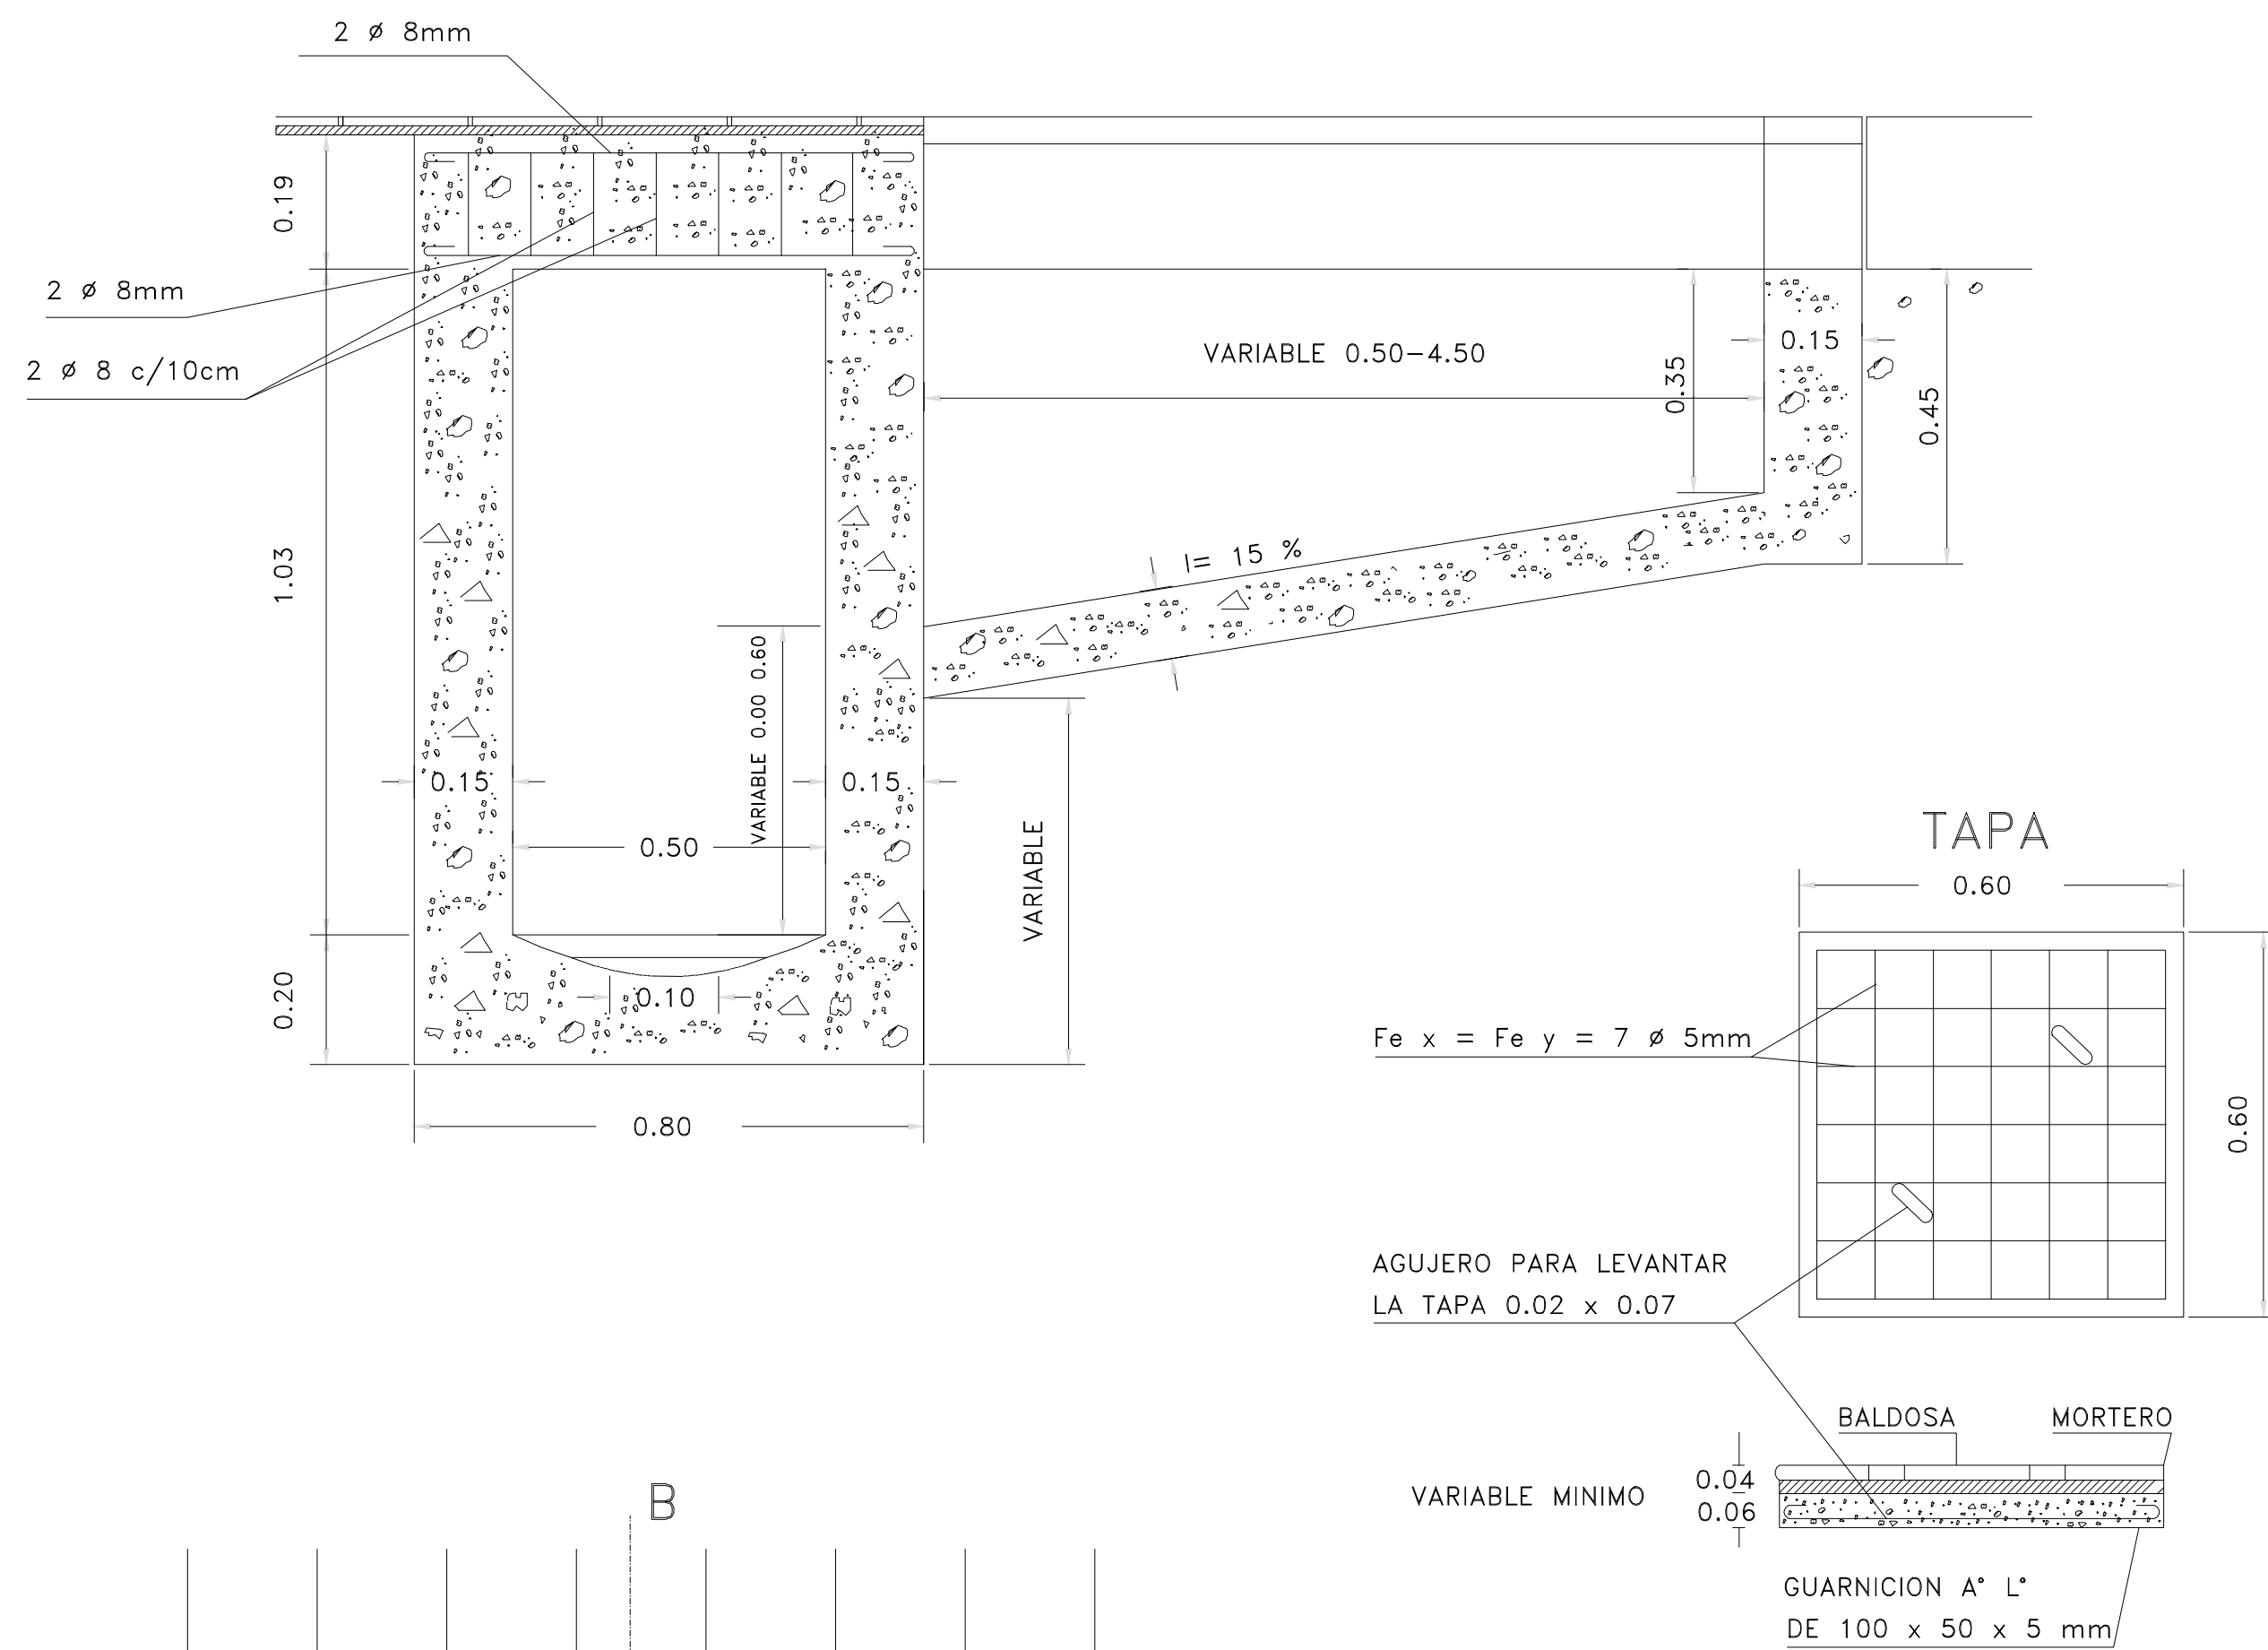 2 ø 8mm
0.19
2 ø 8mm
2 ø 8 c/10cm
VARIABLE 0.50-4.50
0.15
0.35
0.45
1.03
I= 15 %
VARIABLE 0.00 0.60
0.15
0.15
0.50
VARIABLE
0.20
0.10
0.80
TAPA
0.60
Fe x = Fe y = 7 ø 5mm
0.60
AGUJERO PARA LEVANTAR
LA TAPA 0.02 x 0.07
BALDOSA
MORTERO
VARIABLE MINIMO
0.04
0.06
GUARNICION A° L°
DE 100 x 50 x 5 mm
B